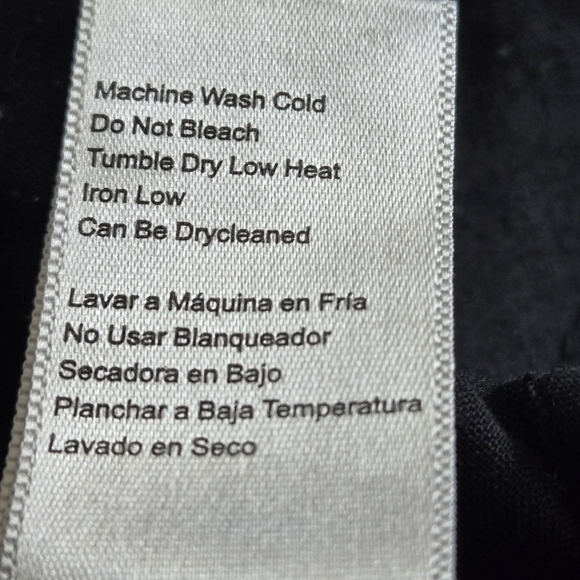 Machine Wash Cold
Do Not Bleach
Tumble Dry Low Heat
Iron Low
Can Be Drycleaned
Lavar a Máquina en Fría
No Usar Blanqueador
Secadora en Bajo
Planchar a Baja Temperatura
Lavado en Seco